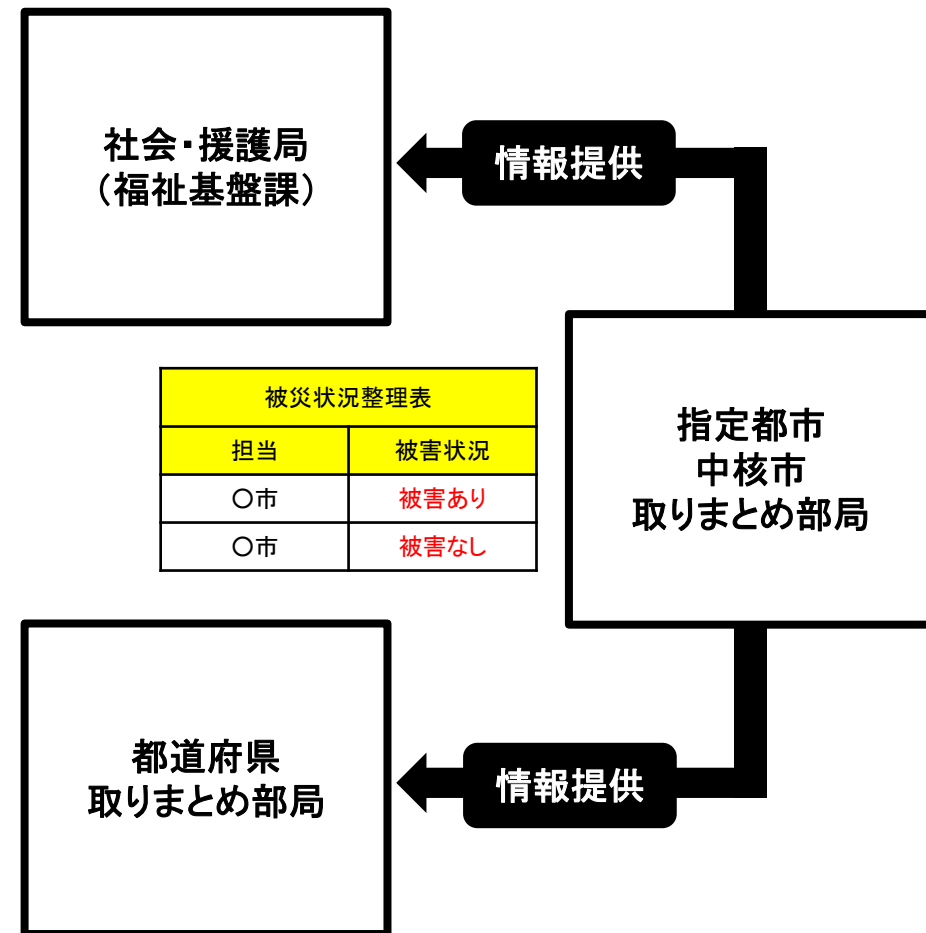 社会・援護局
（福祉基盤課）
情報提供
被災状況整理表
担当 被害状況
〇市 被害あり
〇市 被害なし
指定都市
中核市
取りまとめ部局
都道府県
取りまとめ部局
情報提供